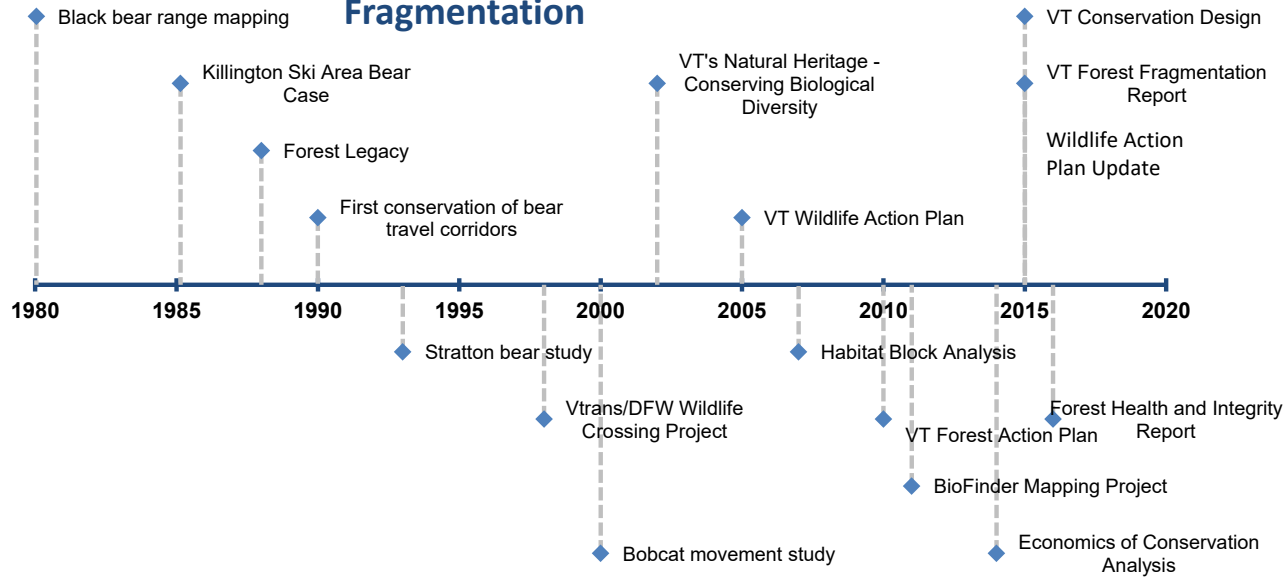 Fragmentation
Black bear range mapping
VT Conservation Design
Killington Ski Area Bear
Case
VT's Natural Heritage -
Conserving Biological
Diversity
VT Forest Fragmentation
Report
Forest Legacy
Wildlife Action
Plan Update
First conservation of bear
travel corridors
VT Wildlife Action Plan
1980 1985 1990 1995 2000 2005 2010 2015 2020
Stratton bear study
Habitat Block Analysis
Vtrans/DFW Wildlife
Crossing Project
VT Forest Action Plan
Forest Health and Integrity
Report
BioFinder Mapping Project
Bobcat movement study
Economics of Conservation
Analysis